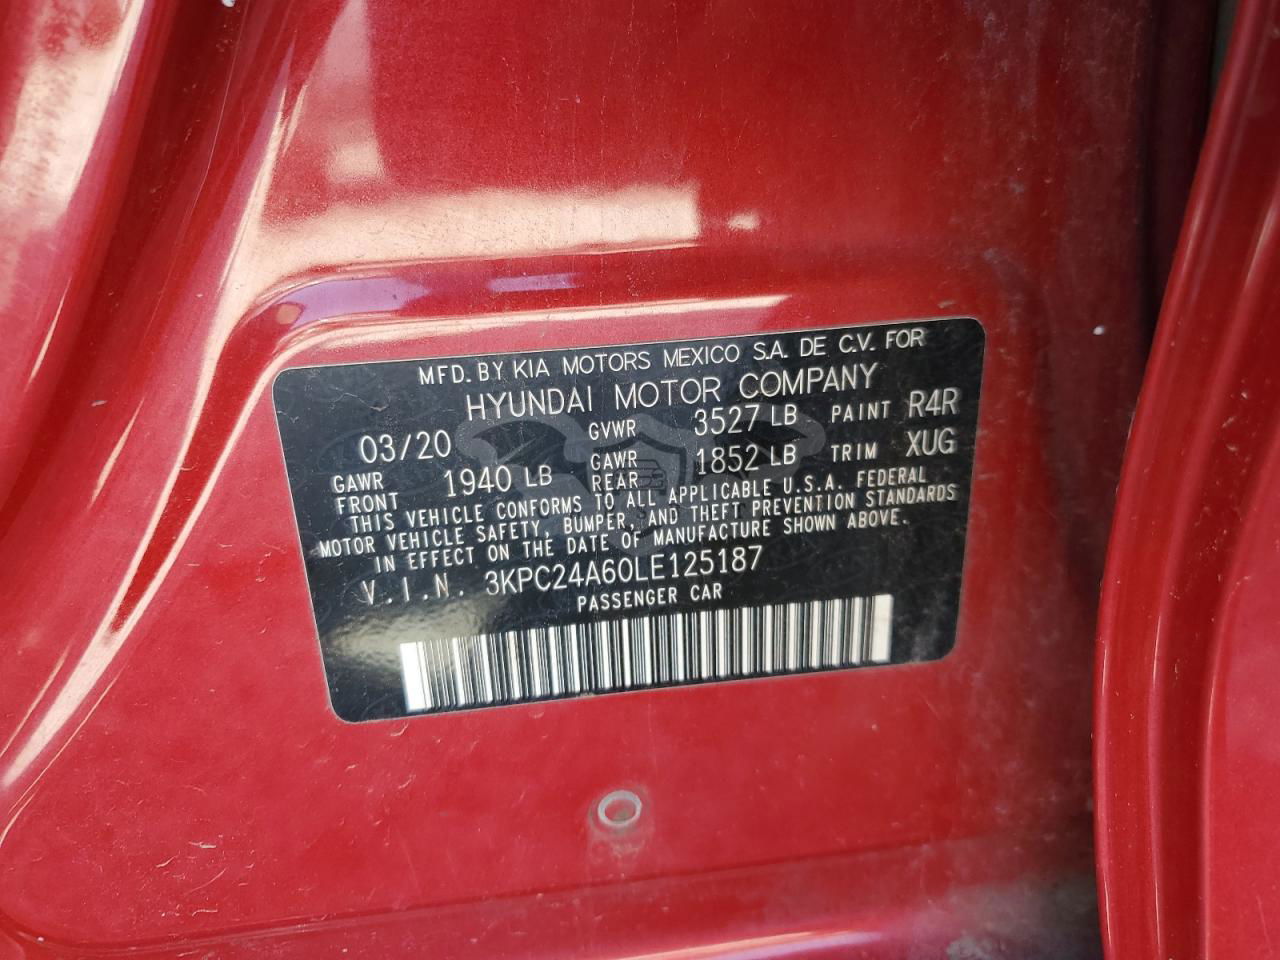 MFD. BY KIA MOTORS MEXICO S.A. DE C.V. FOR
HYUNDAI MOTOR COMPANY
03/20 GVWR 3527 LB PAINT R4R
GAWR FRONT 1940 LB GAWR REAR 1852 LB TRIM XUG
THIS VEHICLE CONFORMS TO ALL APPLICABLE U.S.A. FEDERAL
MOTOR VEHICLE SAFETY, BUMPER, AND THEFT PREVENTION STANDARDS
IN EFFECT ON THE DATE OF MANUFACTURE SHOWN ABOVE.
V.I.N. 3KPC24A60LE125187
PASSENGER CAR